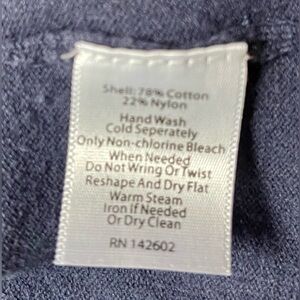 Shell: 78% Cotton
22% Nylon
Hand Wash
Cold Seperately
Only Non-chlorine Bleach
When Needed
Do Not Wring Or Twist
Reshape And Dry Flat
Warm Steam
Iron If Needed
Or Dry Clean
RN 142602